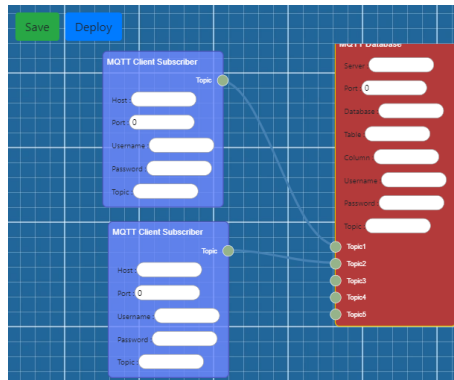 Save
Deploy
MQTT Client Subscriber
Topic
Host :
Port : 0
Username :
Password :
Topic :
MQTT Client Subscriber
Topic
Host :
Port : 0
Username :
Password :
Topic :
MQTT Database
Server :
Port : 0
Database :
Table :
Column :
Username :
Password :
Topic :
Topic1
Topic2
Topic3
Topic4
Topic5